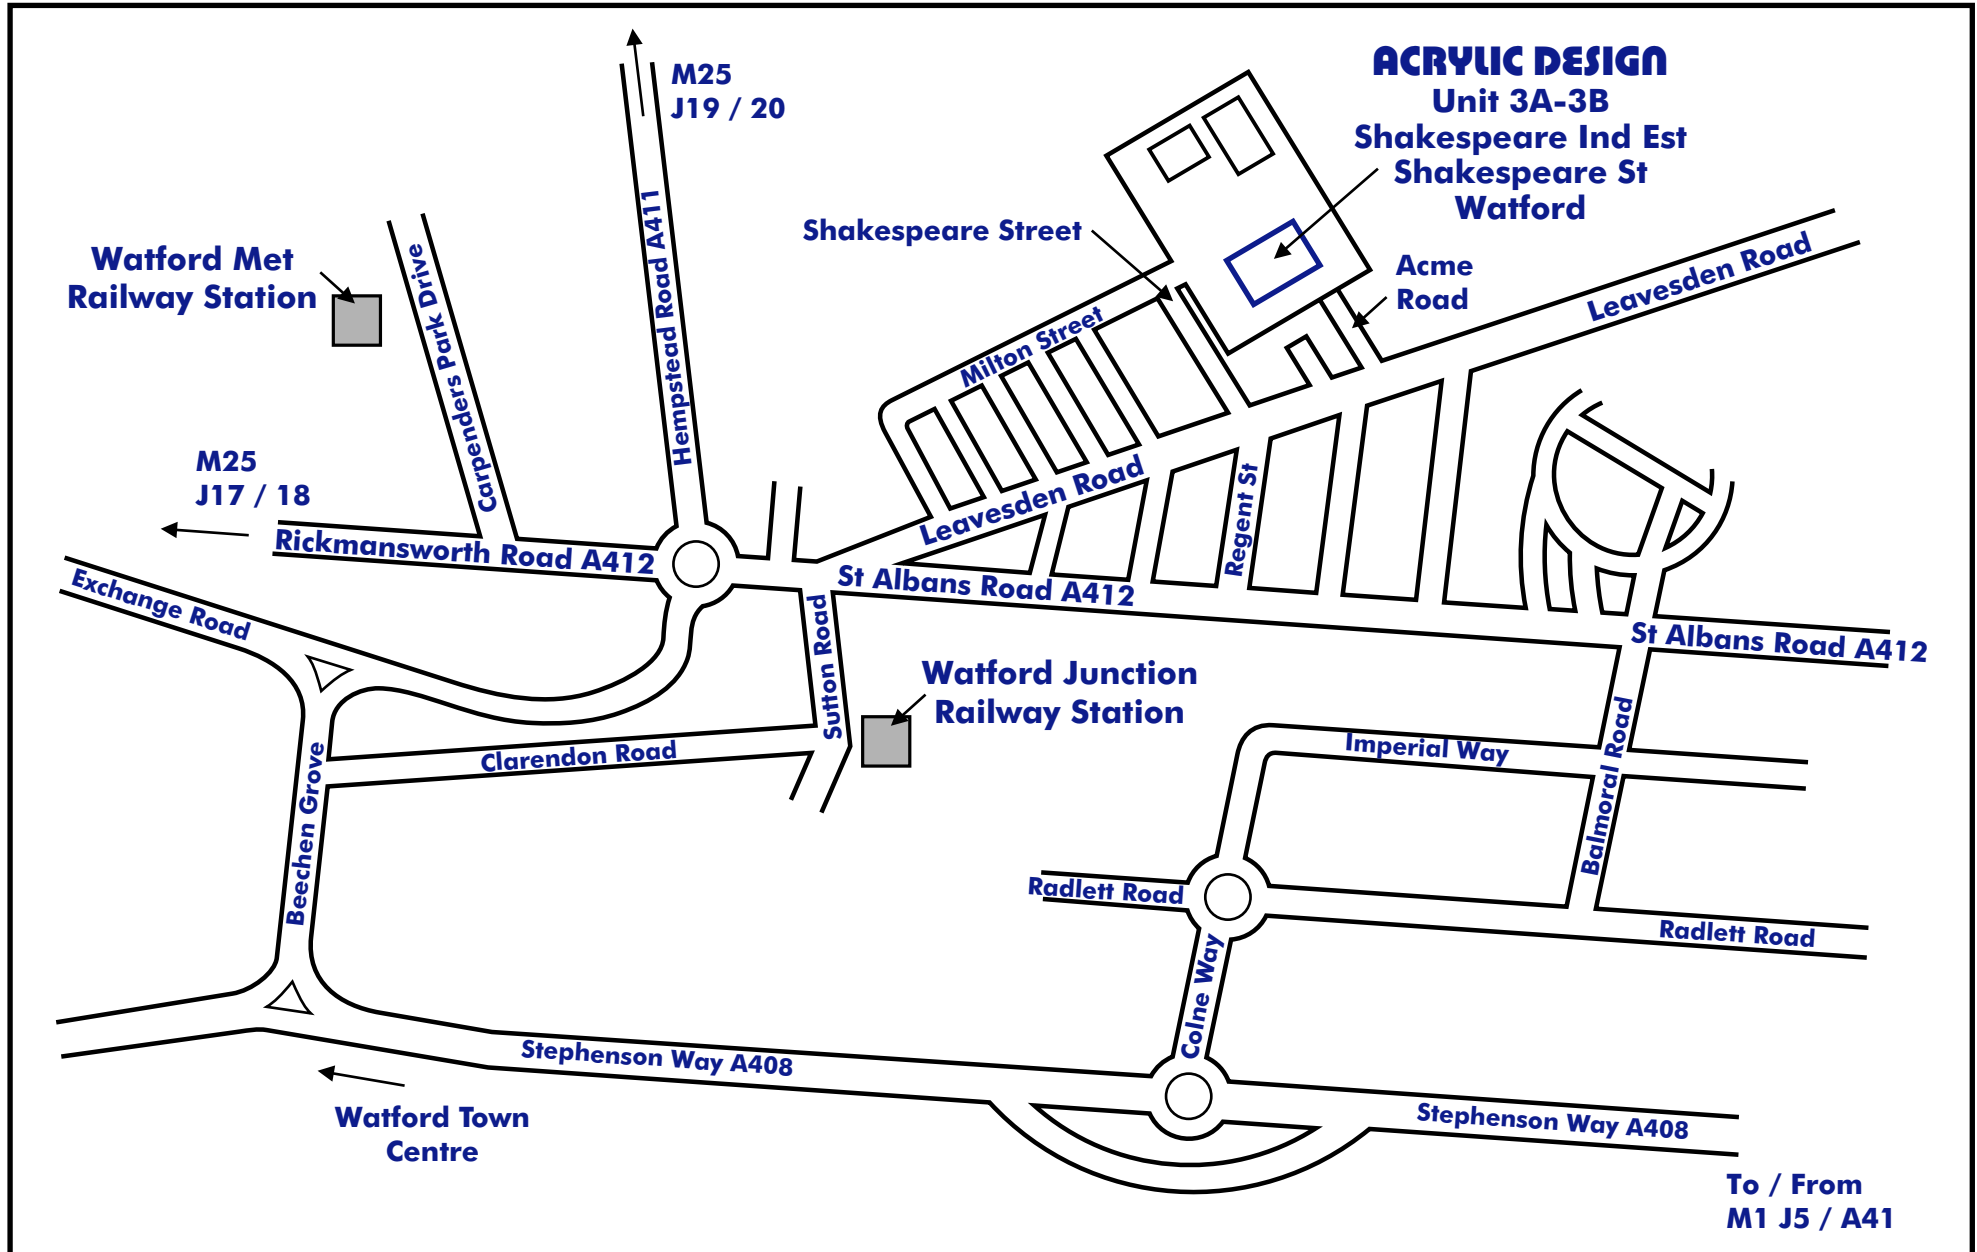 M25
J19 / 20
ACRYLIC DESIGN
Unit 3A-3B
Shakespeare Ind Est
Shakespeare St
Watford
Shakespeare Street
Acme
Road
Leavesden Road
Watford Met
Railway Station
Carpenders Park Drive
Hempstead Road A411
Milton Street
M25
J17 / 18
Rickmansworth Road A412
Leavesden Road
Regent St
St Albans Road A412
St Albans Road A412
Exchange Road
Sutton Road
Watford Junction
Railway Station
Clarendon Road
Imperial Way
Balmoral Road
Beechen Grove
Radlett Road
Radlett Road
Colne Way
Stephenson Way A408
Stephenson Way A408
Watford Town
Centre
To / From
M1 J5 / A41